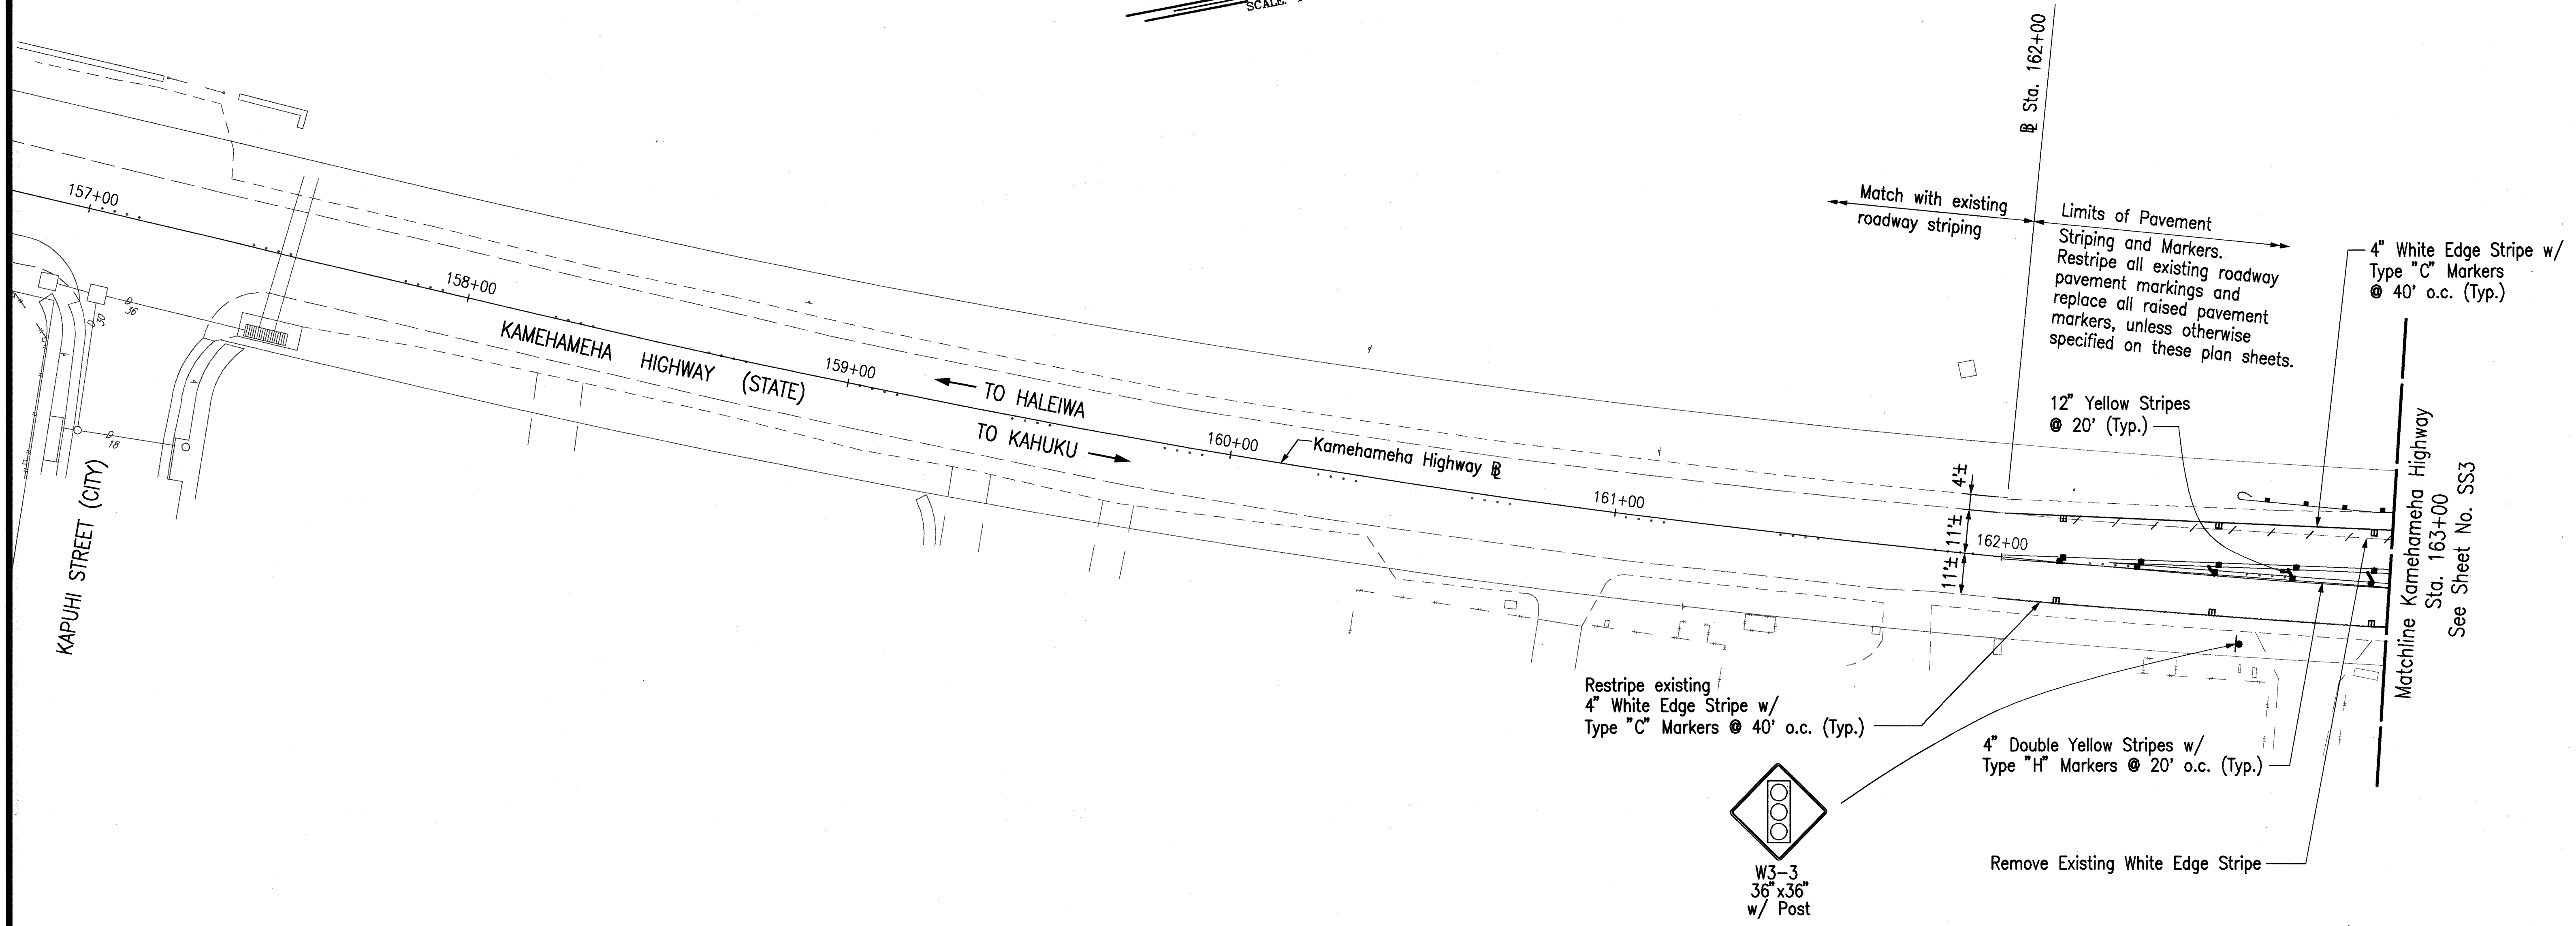 SCALE:
℄ Sta. 162+00
157+00
158+00
159+00
160+00
161+00
162+00
Match with existing
roadway striping
Limits of Pavement
Striping and Markers.
Restripe all existing roadway
pavement markings and
replace all raised pavement
markers, unless otherwise
specified on these plan sheets.
4" White Edge Stripe w/
Type "C" Markers
@ 40' o.c. (Typ.)
12" Yellow Stripes
@ 20' (Typ.)
D
36
D
30
D
18
KAPUHI STREET (CITY)
KAMEHAMEHA HIGHWAY (STATE)
TO HALEIWA
TO KAHUKU
Kamehameha Highway ℄
4'±
11'±
11'±
Matchline Kamehameha Highway
Sta. 163+00
See Sheet No. SS3
Restripe existing
4" White Edge Stripe w/
Type "C" Markers @ 40' o.c. (Typ.)
4" Double Yellow Stripes w/
Type "H" Markers @ 20' o.c. (Typ.)
Remove Existing White Edge Stripe
W3-3
36"x36"
w/ Post